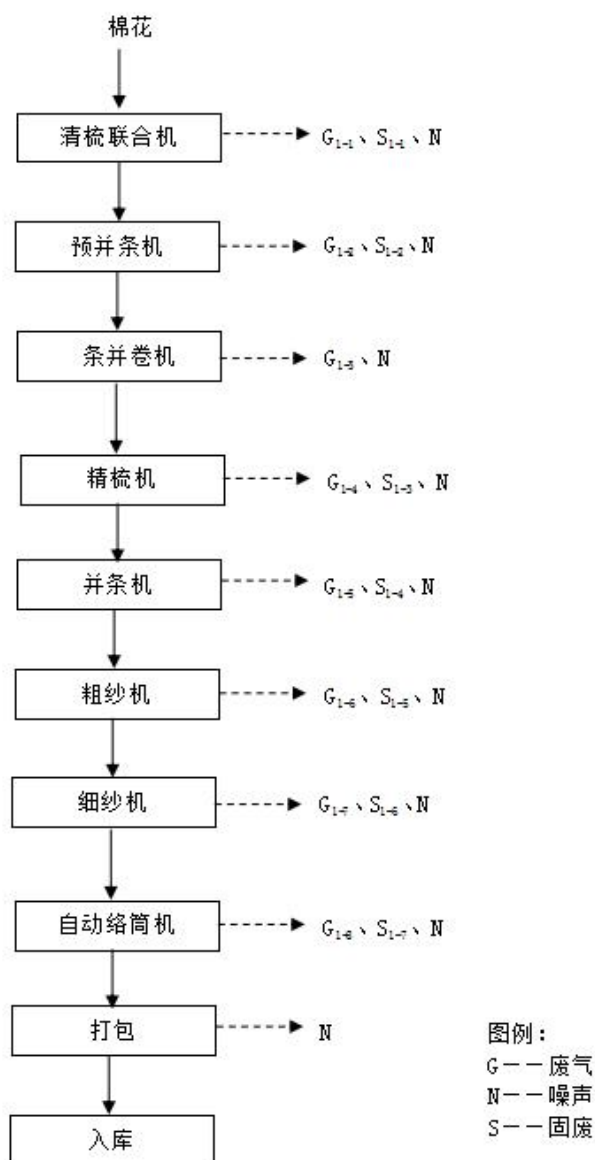 棉花
清梳联合机
G₁₋₁、S₁₋₁、N
预并条机
G₁₋₂、S₁₋₂、N
条并卷机
G₁₋₃、N
精梳机
G₁₋₄、S₁₋₃、N
并条机
G₁₋₅、S₁₋₄、N
粗纱机
G₁₋₆、S₁₋₅、N
细纱机
G₁₋₇、S₁₋₆、N
自动络筒机
G₁₋₈、S₁₋₇、N
打包
N
入库
图例：
G——废气
N——噪声
S——固废